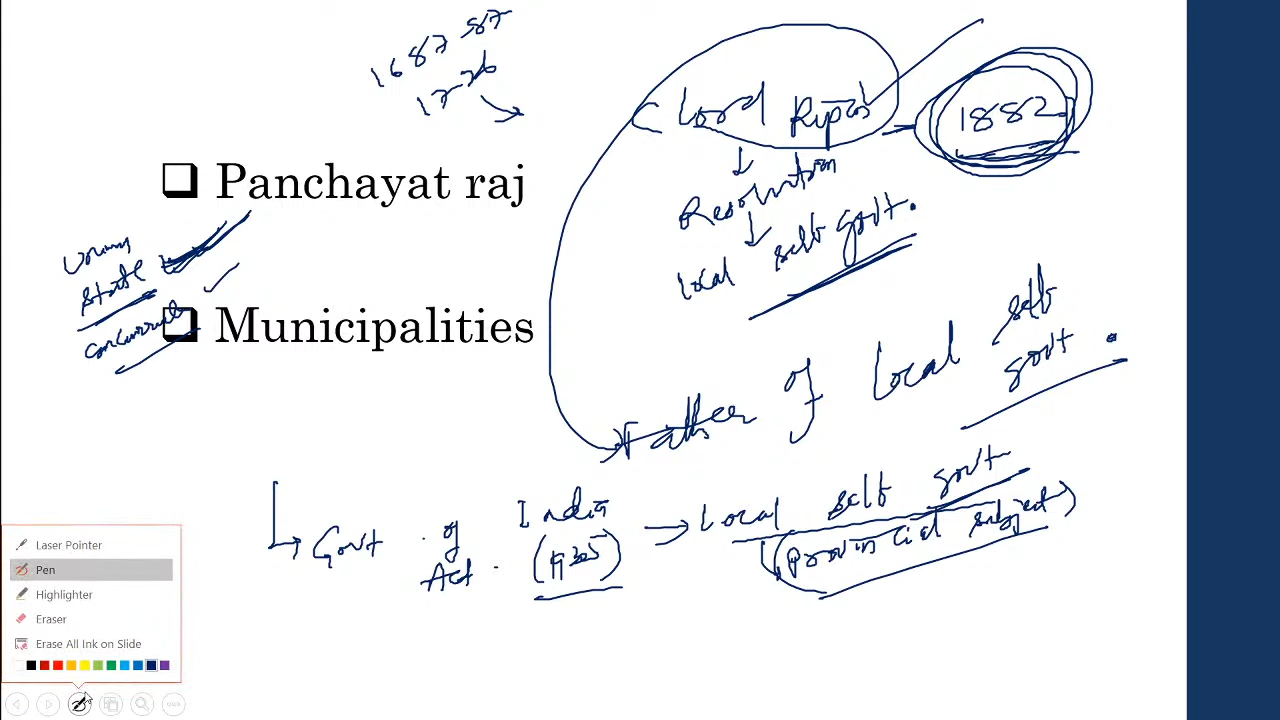 1687 87
1726
Lord Ripon
1882
Resolution
Local self govt.
❑ Panchayat raj
State
Concurrent
❑ Municipalities
Father of Local self govt.
Govt. of India
Act. (1935)
Local self govt
(Provincial subject)
Laser Pointer
Pen
Highlighter
Eraser
Erase All Ink on Slide